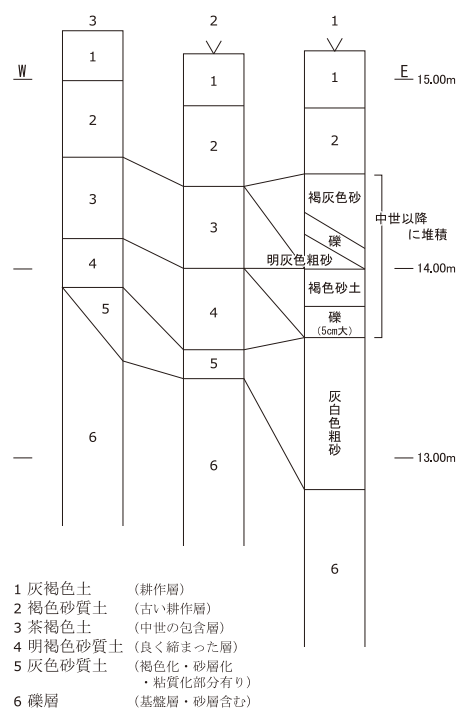 3
2
1
W
E
15.00m
1
1
1
2
2
2
褐灰色砂
中世以降
に堆積
3
3
礫
明灰色粗砂
14.00m
4
褐色砂土
礫
(5cm大)
5
4
5
灰白色粗砂
6
6
13.00m
6
1 灰褐色土 (耕作層)
2 褐色砂質土 (古い耕作層)
3 茶褐色土 (中世の包含層)
4 明褐色砂質土 (良く締まった層)
5 灰色砂質土 (褐色化・砂層化
・粘質化部分有り)
6 礫層 (基盤層・砂層含む)